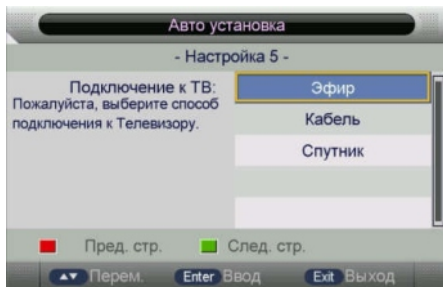 Авто установка
- Настройка 5 -
Подключение к ТВ:
Пожалуйста, выберите способ
подключения к Телевизору.
Эфир
Кабель
Спутник
Пред. стр.
След. стр.
Перем.
Enter Ввод
Exit Выход